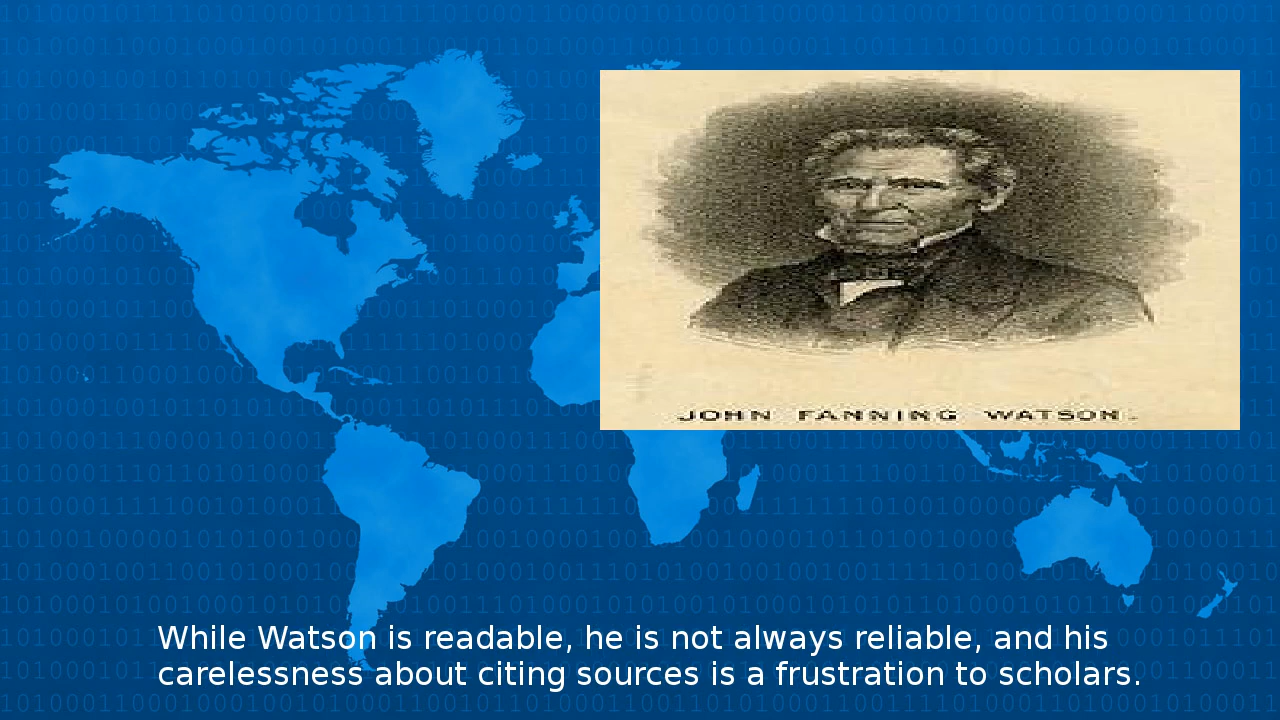 JOHN FANNING WATSON.
While Watson is readable, he is not always reliable, and his
carelessness about citing sources is a frustration to scholars.